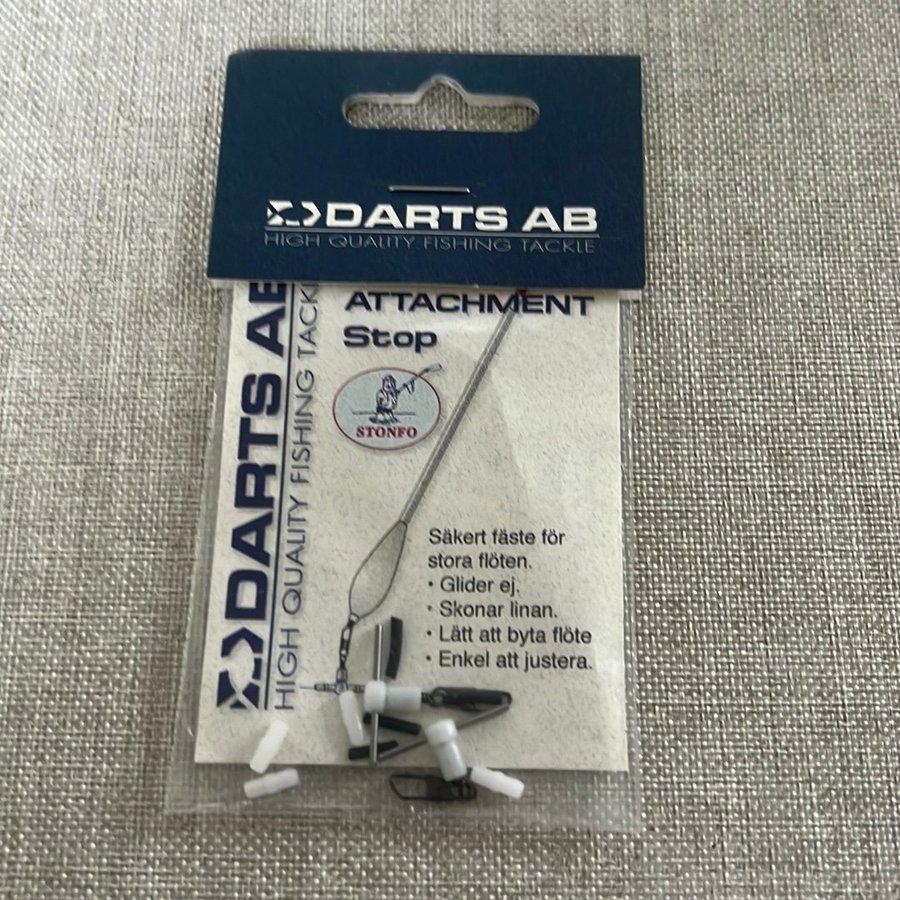 DARTS AB
HIGH QUALITY FISHING TACKLE
ATTACHMENT
Stop
STONFO
DARTS AB
HIGH QUALITY FISHING TACKL
Säkert fäste för
stora flöten.
• Glider ej.
• Skonar linan.
• Lätt att byta flöte
• Enkel att justera.